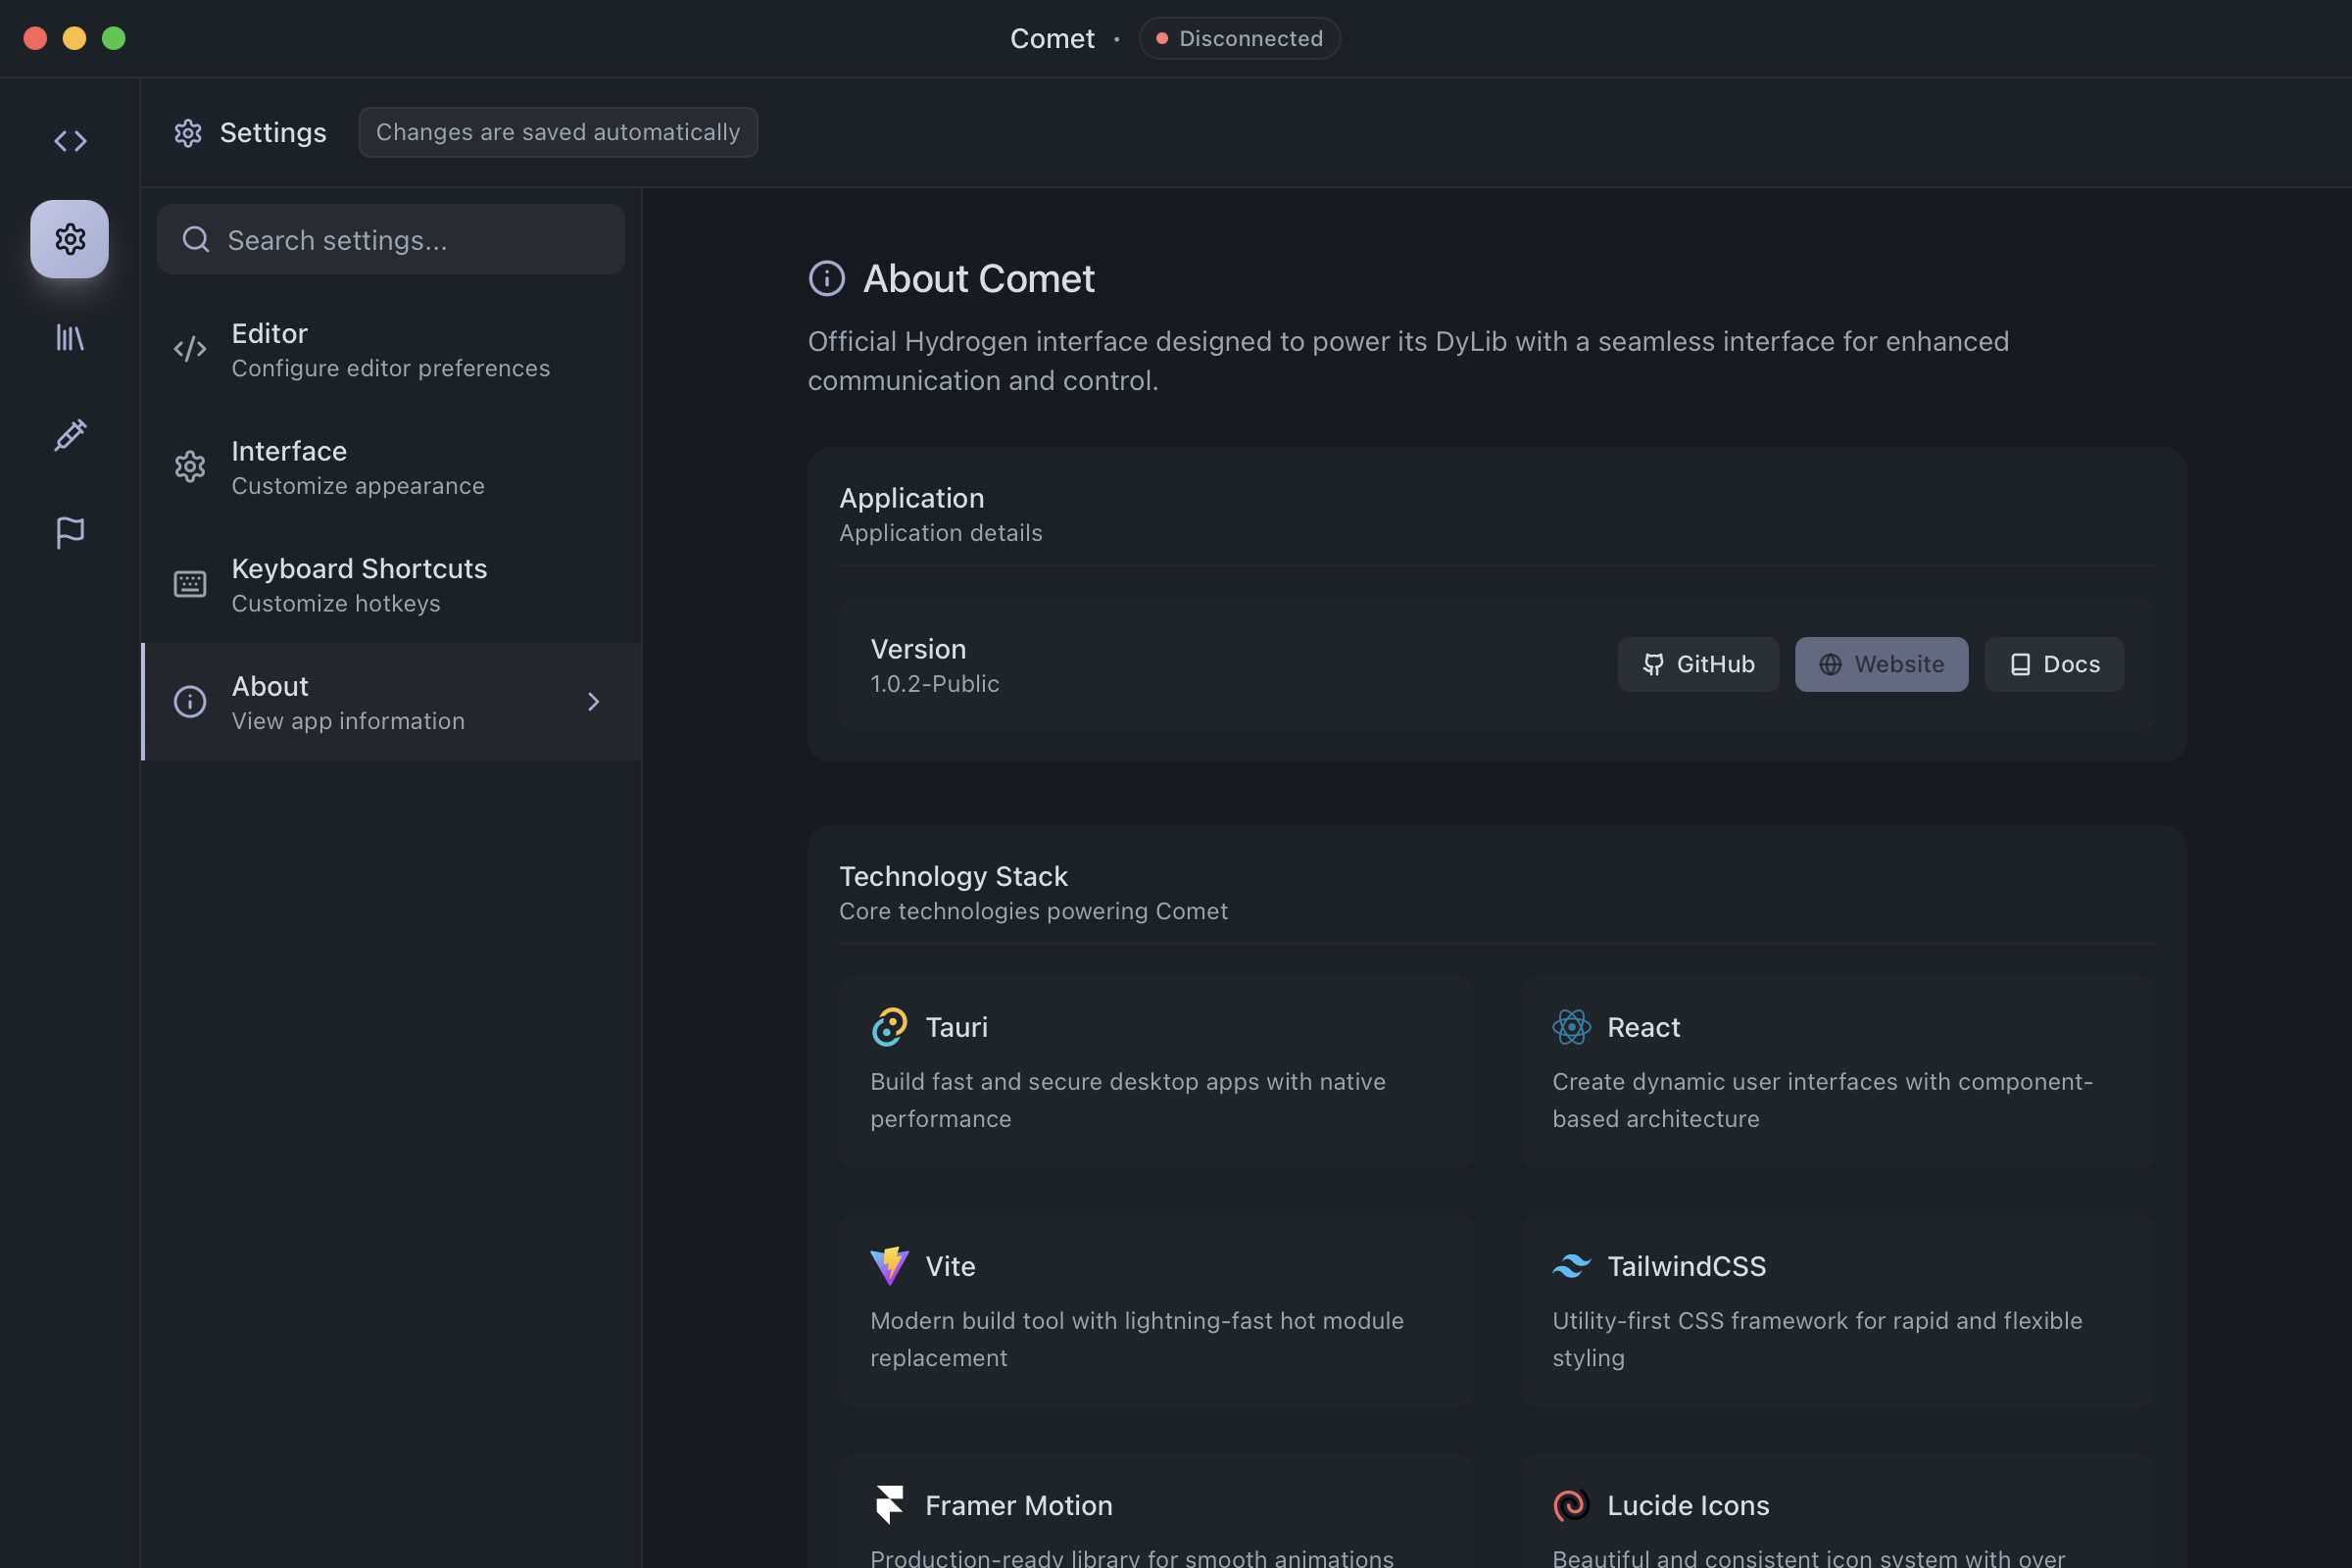 Comet · Disconnected
Settings
Changes are saved automatically
Search settings...
Editor
Configure editor preferences
Interface
Customize appearance
Keyboard Shortcuts
Customize hotkeys
About
View app information
About Comet
Official Hydrogen interface designed to power its DyLib with a seamless interface for enhanced
communication and control.
Application
Application details
Version
1.0.2-Public
GitHub
Website
Docs
Technology Stack
Core technologies powering Comet
Tauri
Build fast and secure desktop apps with native
performance
React
Create dynamic user interfaces with component-
based architecture
Vite
Modern build tool with lightning-fast hot module
replacement
TailwindCSS
Utility-first CSS framework for rapid and flexible
styling
Framer Motion
Production-ready library for smooth animations
Lucide Icons
Beautiful and consistent icon system with over